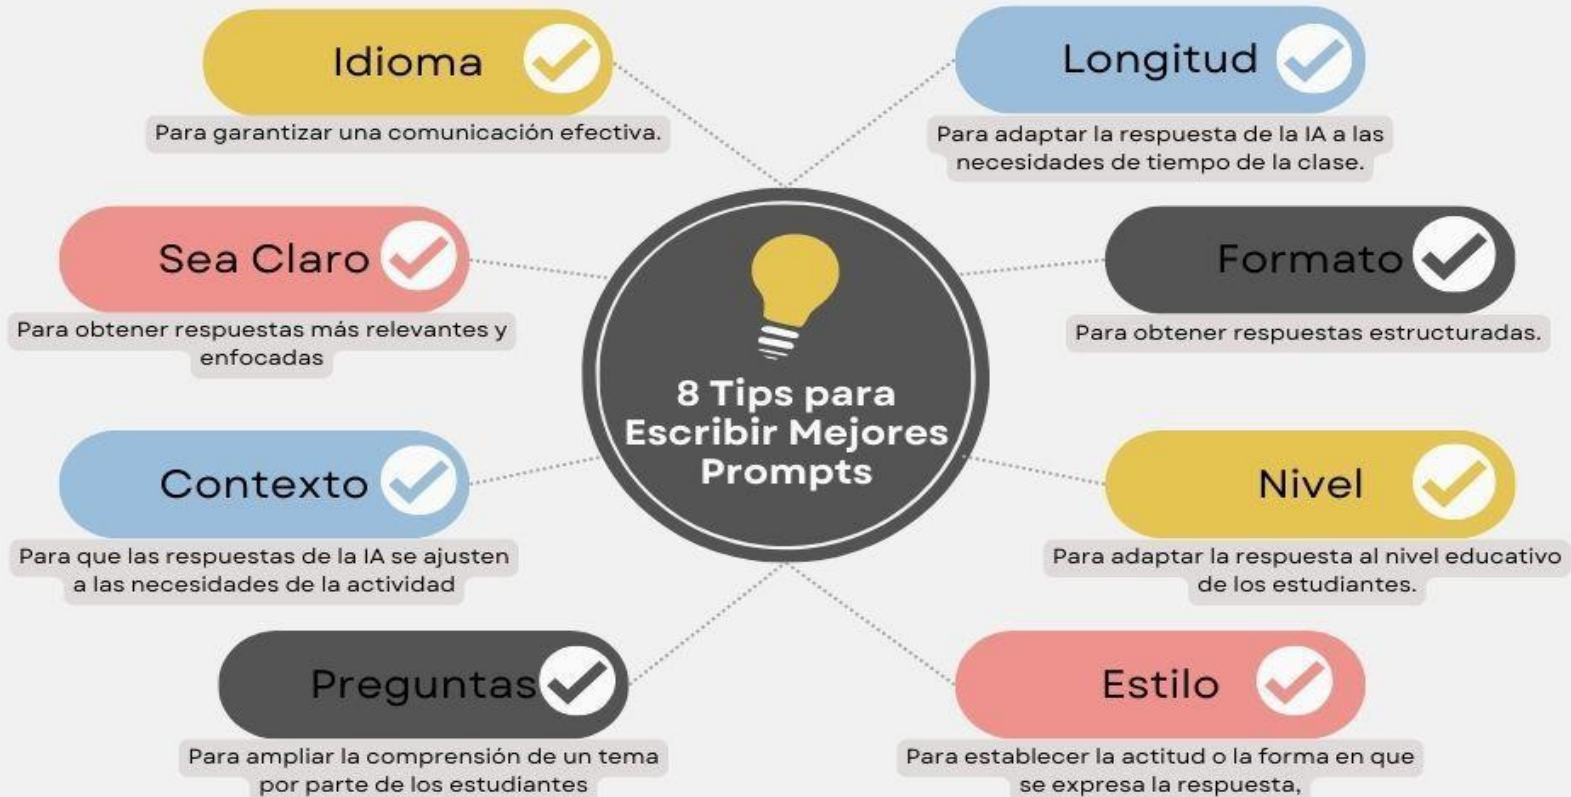 Idioma
Para garantizar una comunicación efectiva.
Longitud
Para adaptar la respuesta de la IA a las
necesidades de tiempo de la clase.
Sea Claro
Para obtener respuestas más relevantes y
enfocadas
Formato
Para obtener respuestas estructuradas.
8 Tips para
Escribir Mejores
Prompts
Contexto
Para que las respuestas de la IA se ajusten
a las necesidades de la actividad
Nivel
Para adaptar la respuesta al nivel educativo
de los estudiantes.
Preguntas
Para ampliar la comprensión de un tema
por parte de los estudiantes
Estilo
Para establecer la actitud o la forma en que
se expresa la respuesta,